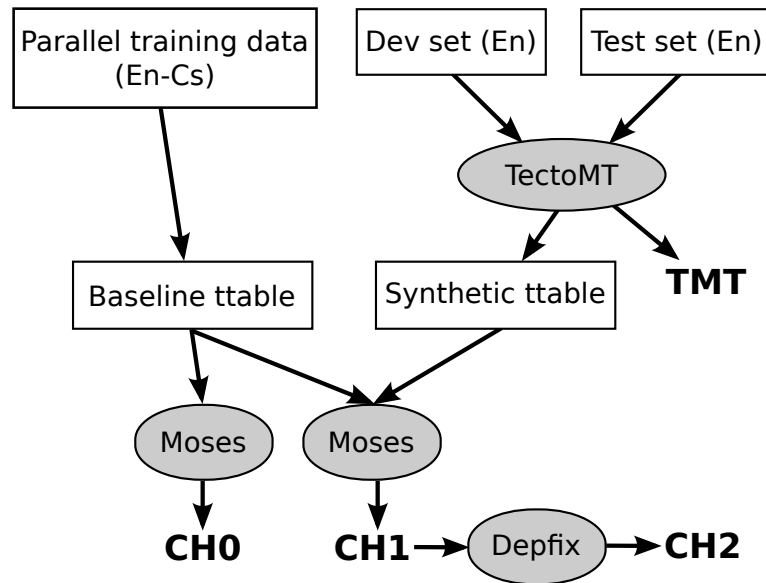 Parallel training data
(En-Cs)
Dev set (En)
Test set (En)
TectoMT
Baseline ttable
Synthetic ttable
TMT
Moses
Moses
CH0
CH1
Depfix
CH2